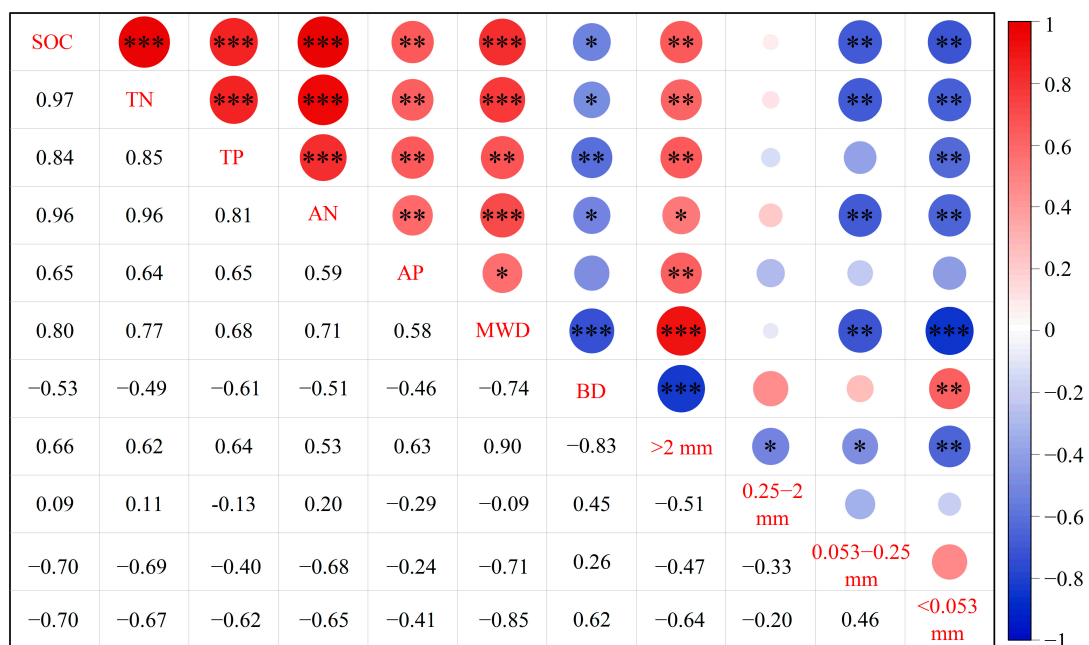 SOC *** *** *** ** *** * ** ** ** 1
0.97 TN *** *** ** *** * ** ** ** 0.8
0.84 0.85 TP *** ** ** ** ** ** 0.6
0.96 0.96 0.81 AN ** *** * * ** ** 0.4
0.65 0.64 0.65 0.59 AP * ** 0.2
0.80 0.77 0.68 0.71 0.58 MWD *** *** ** *** 0
−0.53 −0.49 −0.61 −0.51 −0.46 −0.74 BD *** ** −0.2
0.66 0.62 0.64 0.53 0.63 0.90 −0.83 >2 mm * * ** −0.4
0.09 0.11 -0.13 0.20 −0.29 −0.09 0.45 −0.51 0.25−2
mm −0.6
−0.70 −0.69 −0.40 −0.68 −0.24 −0.71 0.26 −0.47 −0.33 0.053−0.25
mm −0.8
−0.70 −0.67 −0.62 −0.65 −0.41 −0.85 0.62 −0.64 −0.20 0.46 <0.053
mm −1